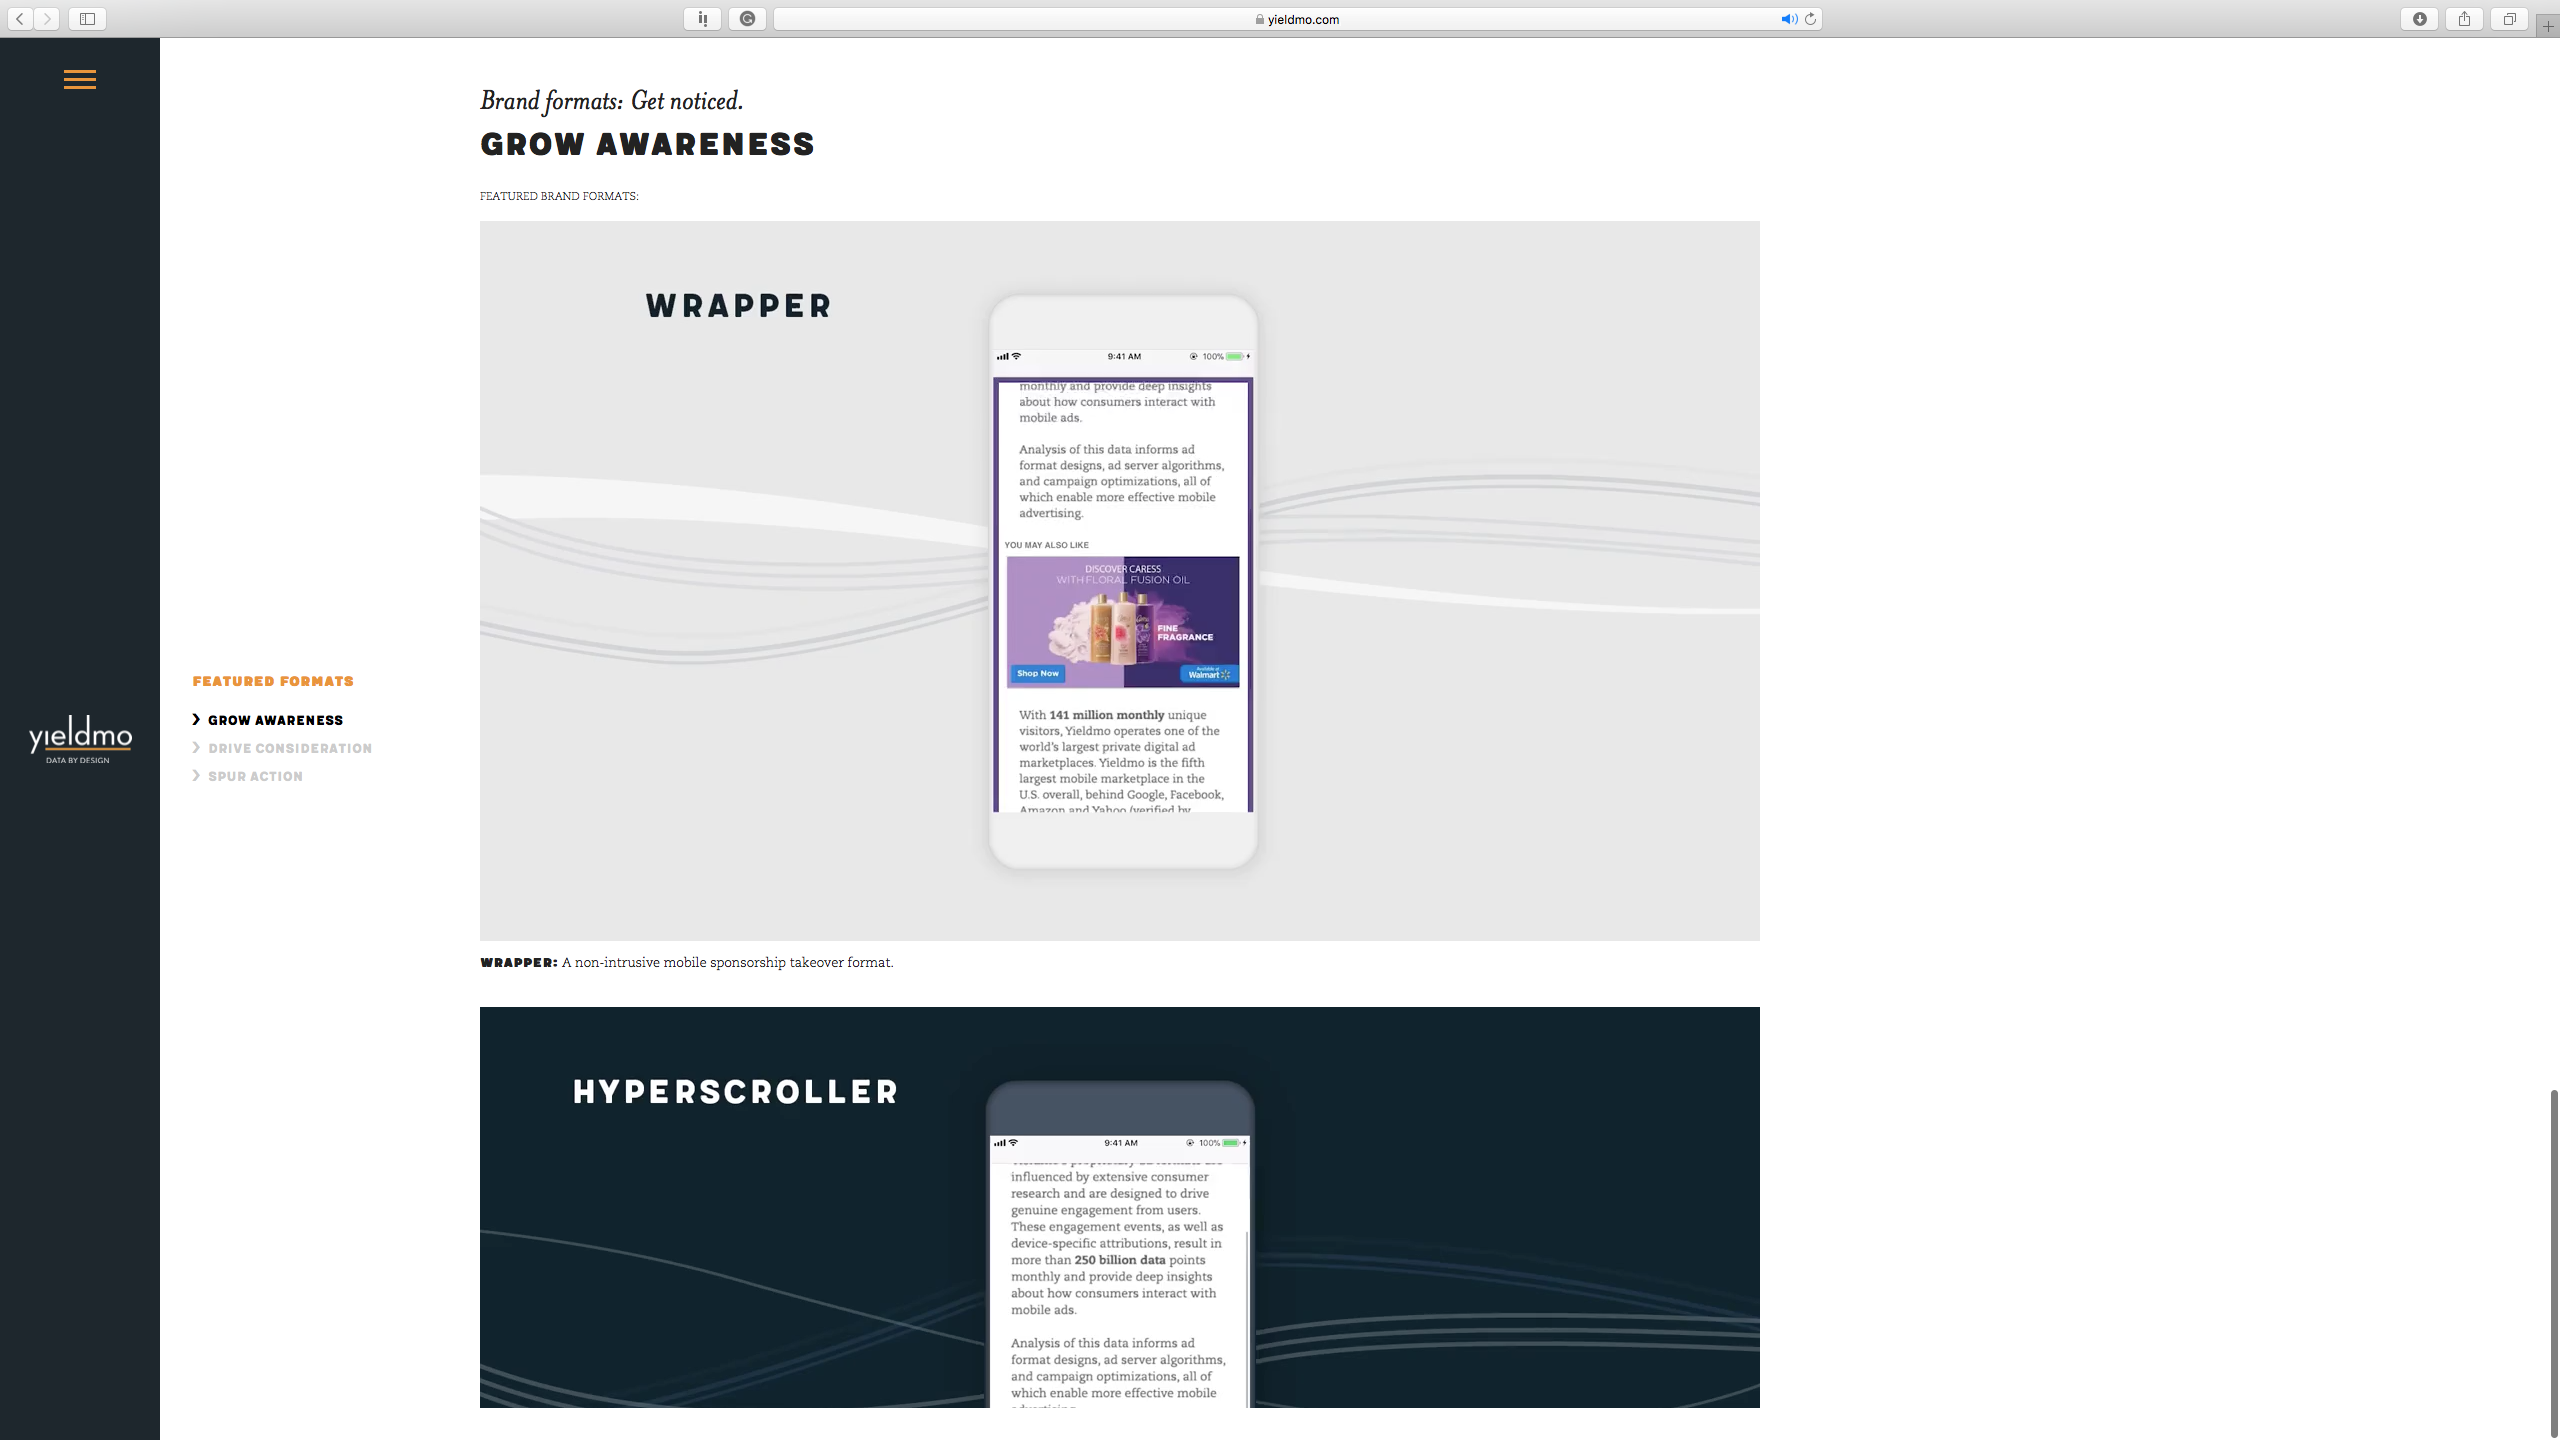 yieldmo.com
Brand formats: Get noticed.
GROW AWARENESS
FEATURED BRAND FORMATS:
WRAPPER
9:41 AM
100%
monthly and provide deep insights
about how consumers interact with
mobile ads.
Analysis of this data informs ad
format designs, ad server algorithms,
and campaign optimizations, all of
which enable more effective mobile
advertising.
YOU MAY ALSO LIKE
DISCOVER CARESS
WITH FLORAL FUSION OIL
FINE
FRAGRANCE
Shop Now
Available at
Walmart
With 141 million monthly unique
visitors, Yieldmo operates one of the
world's largest private digital ad
marketplaces. Yieldmo is the fifth
largest mobile marketplace in the
U.S. overall, behind Google, Facebook,
Amazon and Yahoo (verified by
FEATURED FORMATS
GROW AWARENESS
DRIVE CONSIDERATION
SPUR ACTION
yieldmo
DATA BY DESIGN
WRAPPER: A non-intrusive mobile sponsorship takeover format.
HYPERSCROLLER
9:41 AM
100%
influenced by extensive consumer
research and are designed to drive
genuine engagement from users.
These engagement events, as well as
device-specific attributions, result in
more than 250 billion data points
monthly and provide deep insights
about how consumers interact with
mobile ads.
Analysis of this data informs ad
format designs, ad server algorithms,
and campaign optimizations, all of
which enable more effective mobile